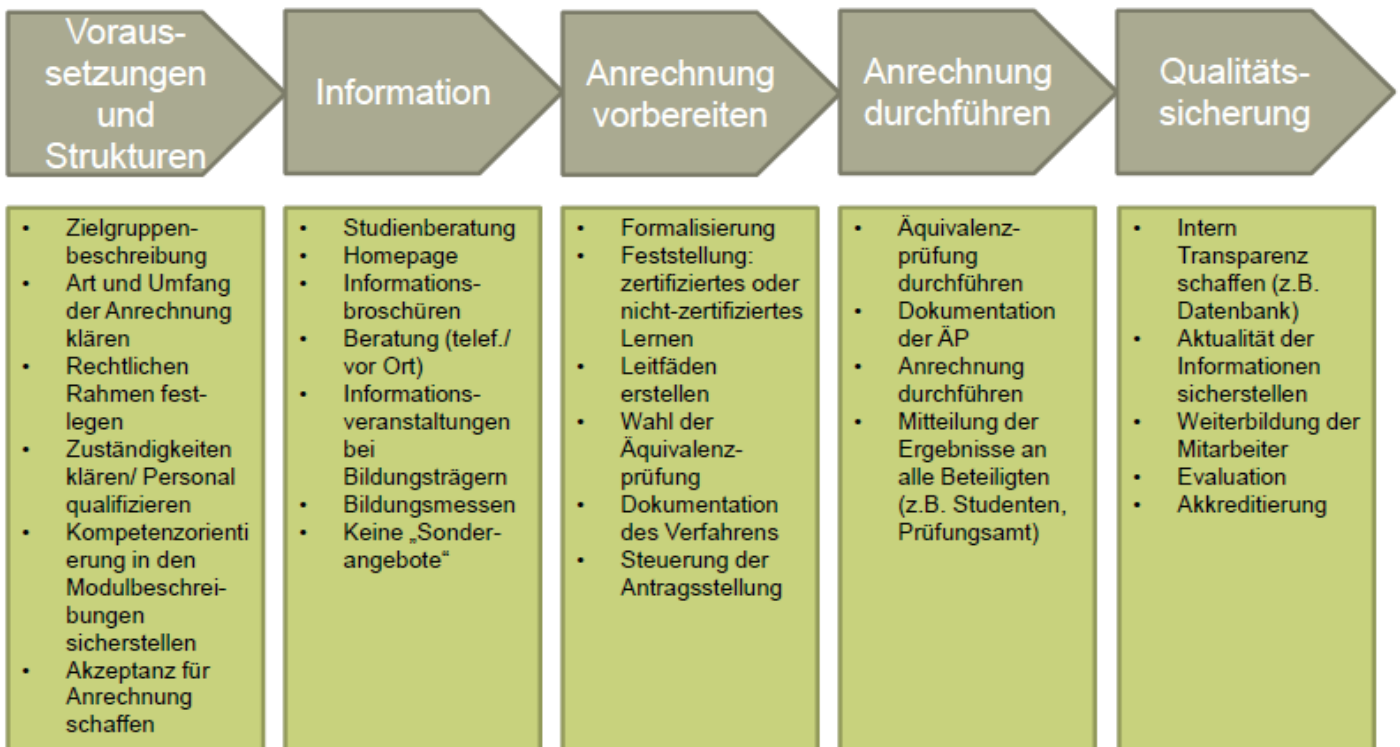 Voraus-
setzungen
und
Strukturen
Information
Anrechnung
vorbereiten
Anrechnung
durchführen
Qualitäts-
sicherung
• Zielgruppen-
beschreibung
• Art und Umfang
der Anrechnung
klären
• Rechtlichen
Rahmen fest-
legen
• Zuständigkeiten
klären/ Personal
qualifizieren
• Kompetenzorienti
erung in den
Modulbeschrei-
bungen
sicherstellen
• Akzeptanz für
Anrechnung
schaffen
• Studienberatung
• Homepage
• Informations-
broschüren
• Beratung (telef./
vor Ort)
• Informations-
veranstaltungen
bei
Bildungsträgern
• Bildungsmessen
• Keine „Sonder-
angebote“
• Formalisierung
• Feststellung:
zertifiziertes oder
nicht-zertifiziertes
Lernen
• Leitfäden
erstellen
• Wahl der
Äquivalenz-
prüfung
• Dokumentation
des Verfahrens
• Steuerung der
Antragsstellung
• Äquivalenz-
prüfung
durchführen
• Dokumentation
der ÄP
• Anrechnung
durchführen
• Mitteilung der
Ergebnisse an
alle Beteiligten
(z.B. Studenten,
Prüfungsamt)
• Intern
Transparenz
schaffen (z.B.
Datenbank)
• Aktualität der
Informationen
sicherstellen
• Weiterbildung der
Mitarbeiter
• Evaluation
• Akkreditierung